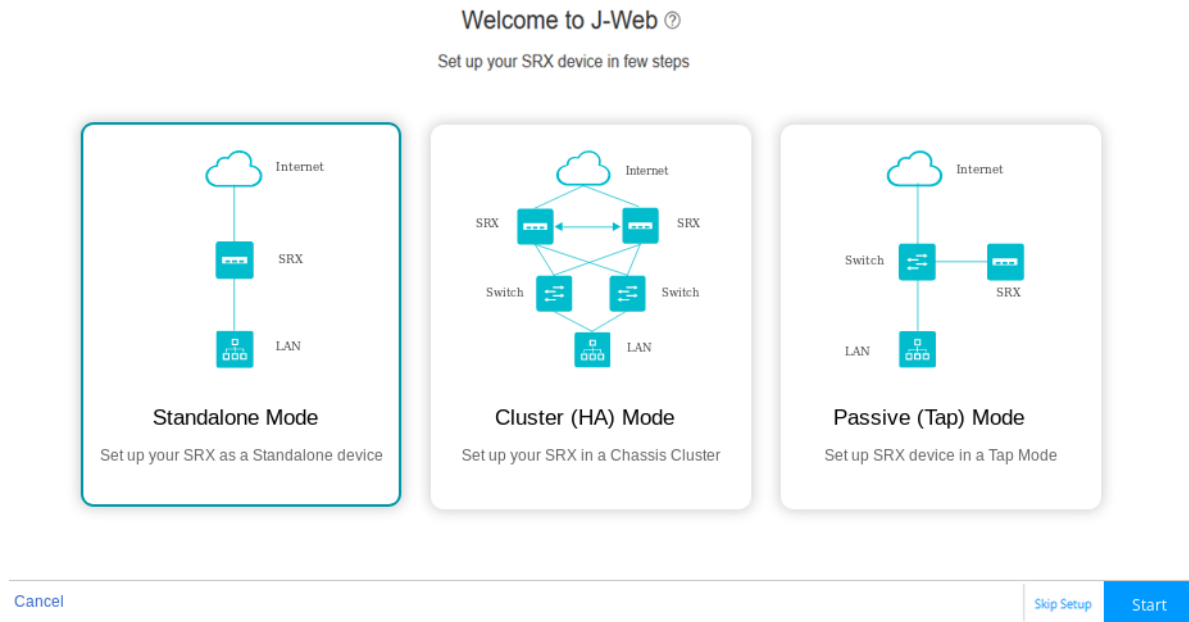 Welcome to J-Web ?
Set up your SRX device in few steps
Internet
SRX
LAN
Standalone Mode
Set up your SRX as a Standalone device
Internet
SRX
SRX
Switch
Switch
LAN
Cluster (HA) Mode
Set up your SRX in a Chassis Cluster
Internet
Switch
SRX
LAN
Passive (Tap) Mode
Set up SRX device in a Tap Mode
Cancel
Skip Setup
Start